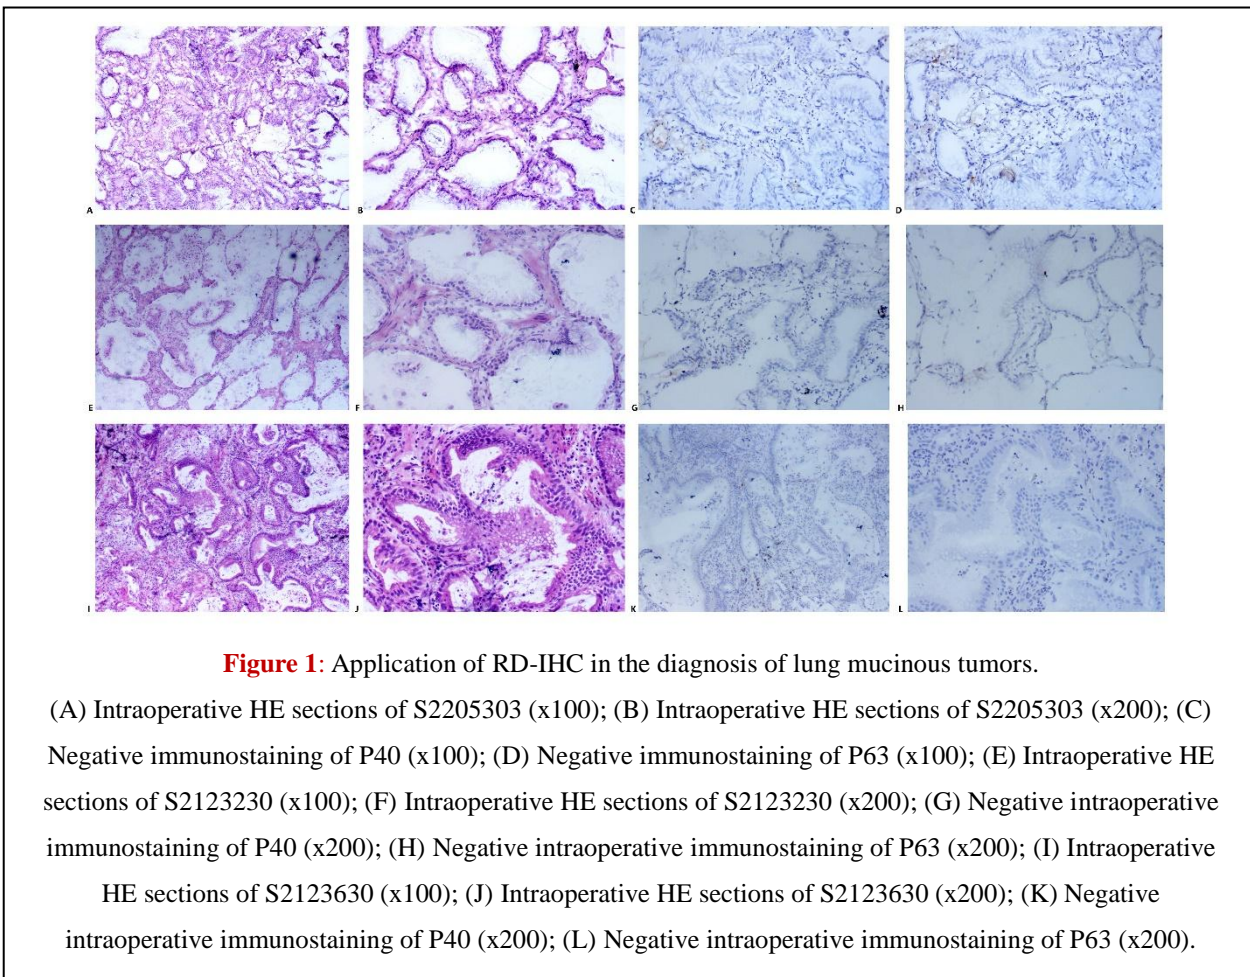 A B C D
E F G H
I J K L
Figure 1: Application of RD-IHC in the diagnosis of lung mucinous tumors.
(A) Intraoperative HE sections of S2205303 (x100); (B) Intraoperative HE sections of S2205303 (x200); (C)
Negative immunostaining of P40 (x100); (D) Negative immunostaining of P63 (x100); (E) Intraoperative HE
sections of S2123230 (x100); (F) Intraoperative HE sections of S2123230 (x200); (G) Negative intraoperative
immunostaining of P40 (x200); (H) Negative intraoperative immunostaining of P63 (x200); (I) Intraoperative
HE sections of S2123630 (x100); (J) Intraoperative HE sections of S2123630 (x200); (K) Negative
intraoperative immunostaining of P40 (x200); (L) Negative intraoperative immunostaining of P63 (x200).